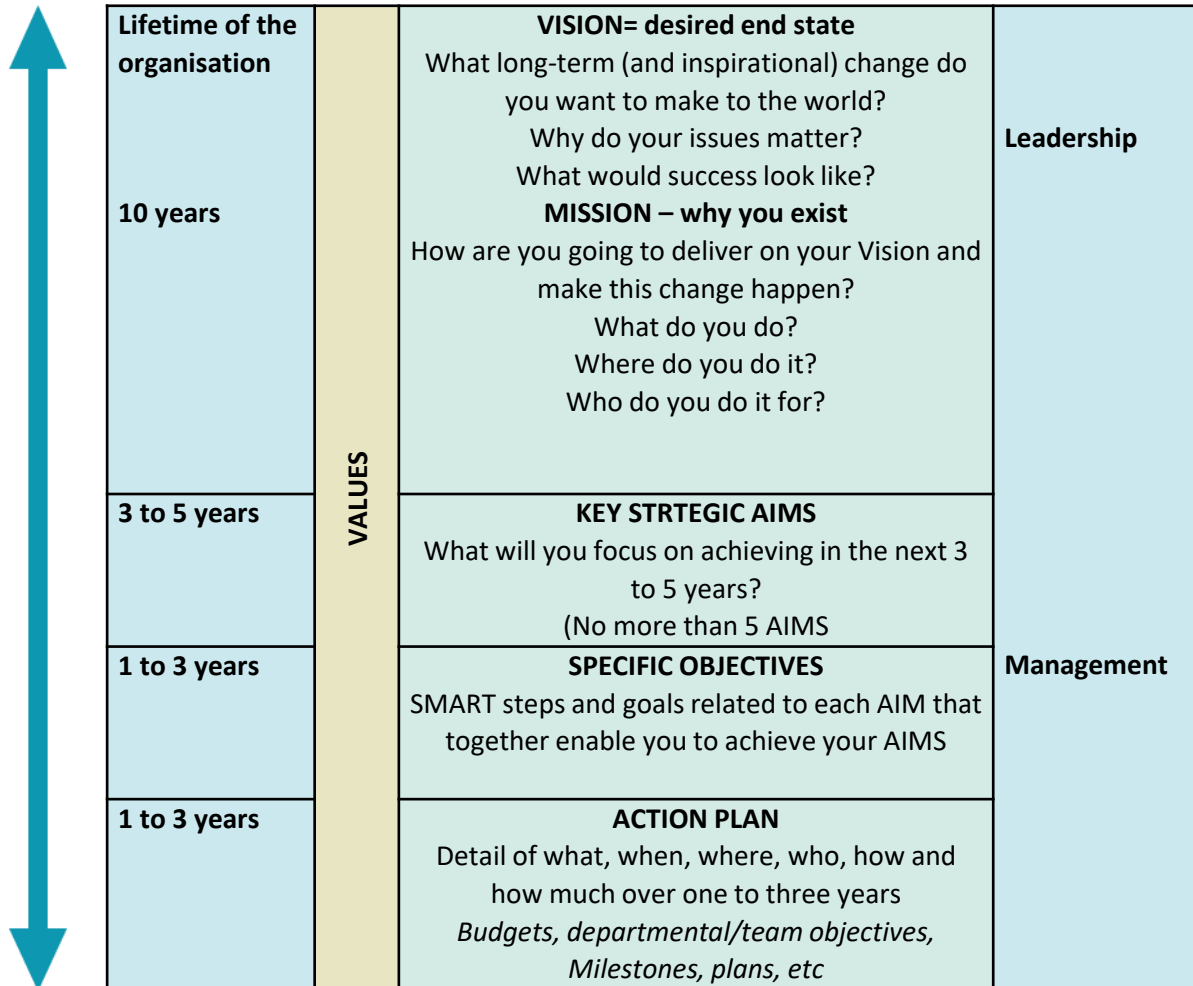 Lifetime of the
organisation
VISION= desired end state
What long-term (and inspirational) change do
you want to make to the world?
Why do your issues matter?
What would success look like?
Leadership
10 years
MISSION – why you exist
How are you going to deliver on your Vision and
make this change happen?
What do you do?
Where do you do it?
Who do you do it for?
VALUES
3 to 5 years
KEY STRTEGIC AIMS
What will you focus on achieving in the next 3
to 5 years?
(No more than 5 AIMS
1 to 3 years
SPECIFIC OBJECTIVES
SMART steps and goals related to each AIM that
together enable you to achieve your AIMS
Management
1 to 3 years
ACTION PLAN
Detail of what, when, where, who, how and
how much over one to three years
Budgets, departmental/team objectives,
Milestones, plans, etc